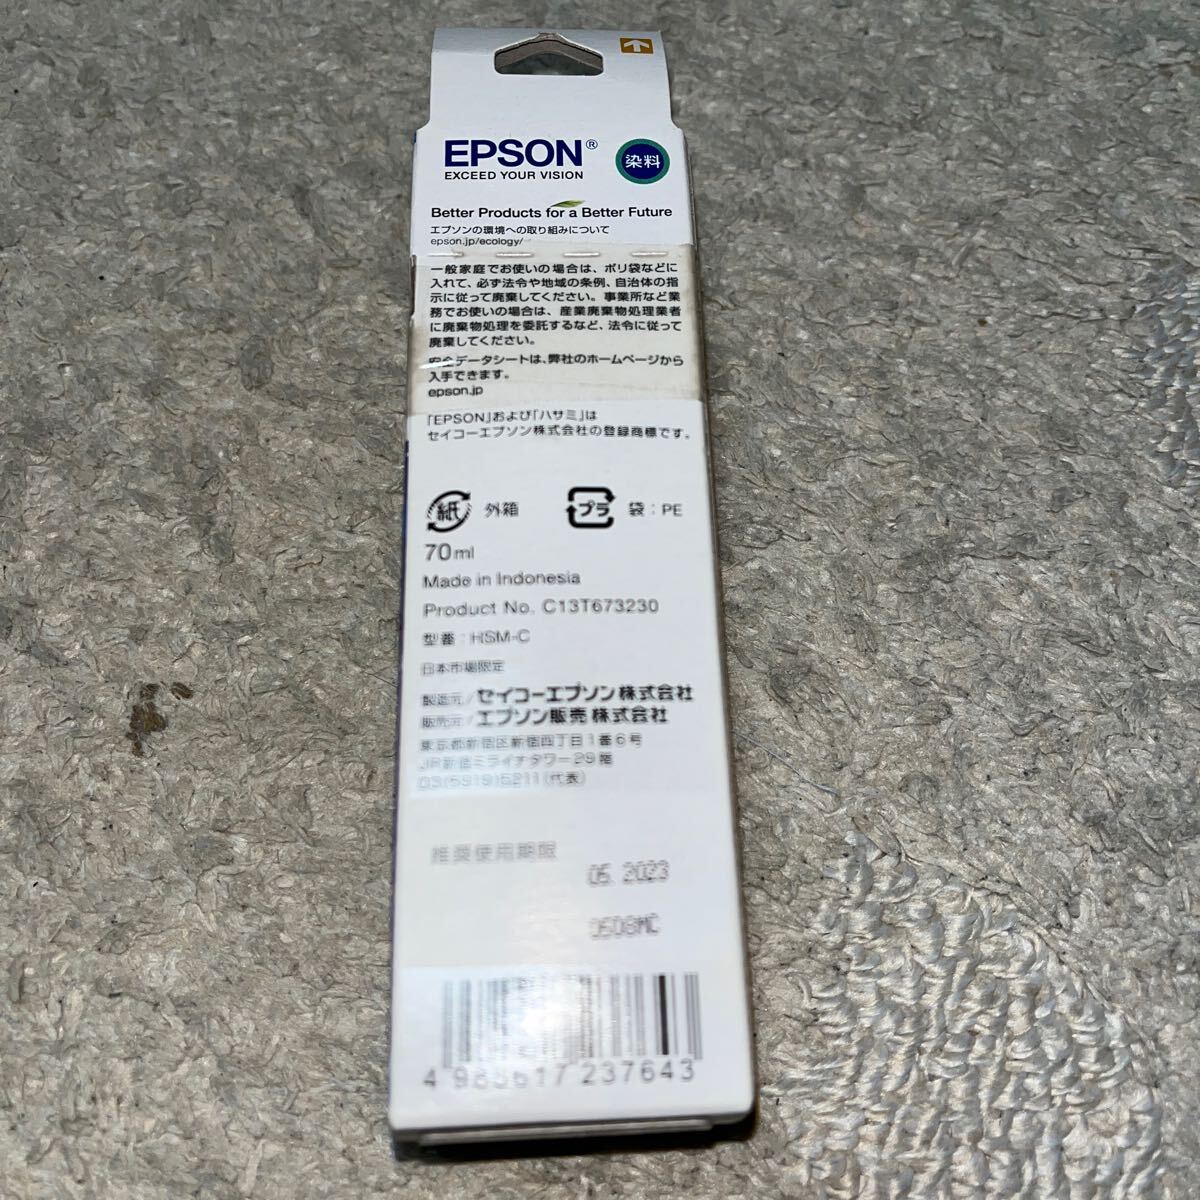 EPSON®
染料
EXCEED YOUR VISION
Better Products for a Better Future
エプソンの環境への取り組みについて
epson.jp/ecology/
一般家庭でお使いの場合は、ポリ袋などに
入れて、必ず法令や地域の条例、自治体の指
示に従って廃棄してください。事業所など業
務でお使いの場合は、産業廃棄物処理業者
に廃棄物処理を委託するなど、法令に従って
廃棄してください。
安全データシートは、弊社のホームページから
入手できます。
epson.jp
「EPSON」および「ハサミ」は
セイコーエプソン株式会社の登録商標です。
紙 外箱 プラ 袋：PE
70ml
Made in Indonesia
Product No. C13T673230
型番：HSM-C
日本市場限定
製造元/セイコーエプソン株式会社
販売元/エプソン販売株式会社
東京都新宿区新宿四丁目1番6号
JR新宿ミライナタワー29階
03(5919)5211(代表)
推奨使用期限
05. 2023
0508MC
4 988617 237643